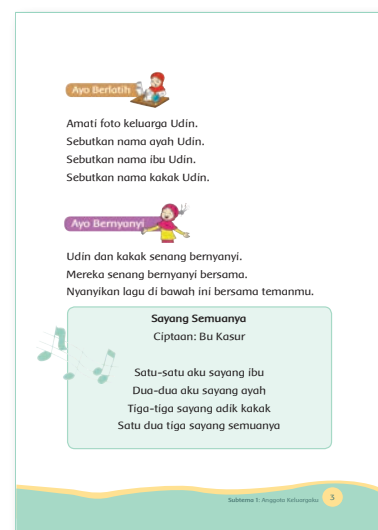 Ayo Berlatih
Amati foto keluarga Udin.
Sebutkan nama ayah Udin.
Sebutkan nama ibu Udin.
Sebutkan nama kakak Udin.
Ayo Bernyanyi
Udin dan kakak senang bernyanyi.
Mereka senang bernyanyi bersama.
Nyanyikan lagu di bawah ini bersama temanmu.
Sayang Semuanya
Ciptaan: Bu Kasur
Satu-satu aku sayang ibu
Dua-dua aku sayang ayah
Tiga-tiga sayang adik kakak
Satu dua tiga sayang semuanya
Subtema 1: Anggota Keluargaku 3